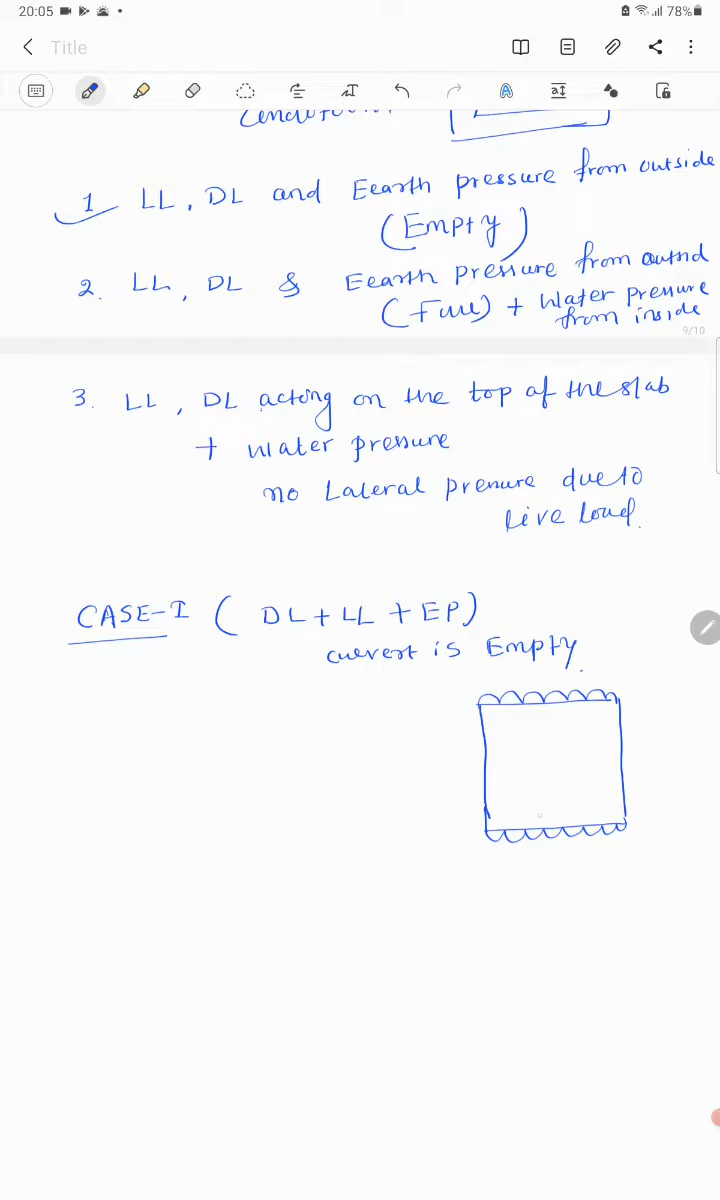 20:05
78%
Title
1 LL, DL and Eearth pressure from outside
(Empty)
2. LL, DL & Eearth pressure from
(Full) + Water pressure
from inside
9/10
3. LL, DL acting on the top of the slab
+ water pressure
no Lateral pressure due to
live load.
CASE-I ( DL + LL + EP)
culvert is Empty.